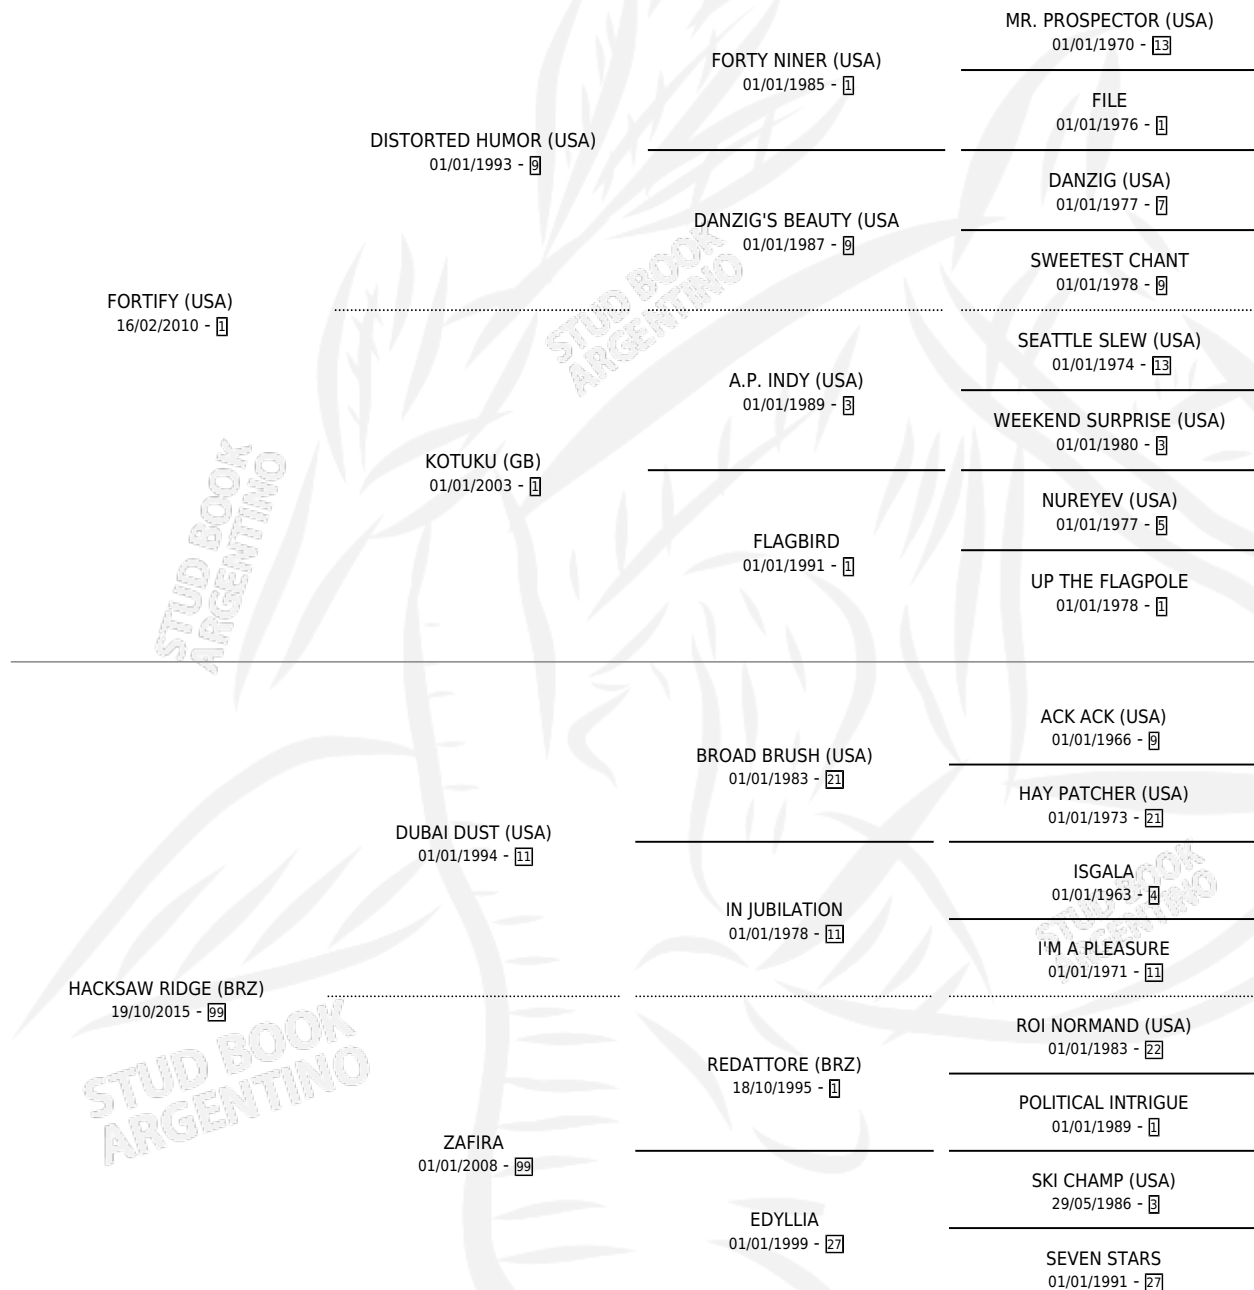 MR. PROSPECTOR (USA)
01/01/1970 - 13
FORTY NINER (USA)
01/01/1985 - 1
FILE
01/01/1976 - 1
DISTORTED HUMOR (USA)
01/01/1993 - 9
DANZIG (USA)
01/01/1977 - 7
DANZIG'S BEAUTY (USA
01/01/1987 - 9
SWEETEST CHANT
01/01/1978 - 9
FORTIFY (USA)
16/02/2010 - 1
SEATTLE SLEW (USA)
01/01/1974 - 13
A.P. INDY (USA)
01/01/1989 - 3
WEEKEND SURPRISE (USA)
01/01/1980 - 3
KOTUKU (GB)
01/01/2003 - 1
NUREYEV (USA)
01/01/1977 - 5
FLAGBIRD
01/01/1991 - 1
UP THE FLAGPOLE
01/01/1978 - 1
ACK ACK (USA)
01/01/1966 - 9
BROAD BRUSH (USA)
01/01/1983 - 21
HAY PATCHER (USA)
01/01/1973 - 21
DUBAI DUST (USA)
01/01/1994 - 11
ISGALA
01/01/1963 - 4
IN JUBILATION
01/01/1978 - 11
I'M A PLEASURE
01/01/1971 - 11
HACKSAW RIDGE (BRZ)
19/10/2015 - 99
ROI NORMAND (USA)
01/01/1983 - 22
REDATTORE (BRZ)
18/10/1995 - 1
POLITICAL INTRIGUE
01/01/1989 - 1
ZAFIRA
01/01/2008 - 99
SKI CHAMP (USA)
29/05/1986 - 3
EDYLLIA
01/01/1999 - 27
SEVEN STARS
01/01/1991 - 27
STUD BOOK
ARGENTINO
STUD BOOK
ARGENTINO
STUD BOOK
ARGENTINO
STUD BOOK
ARGENTINO